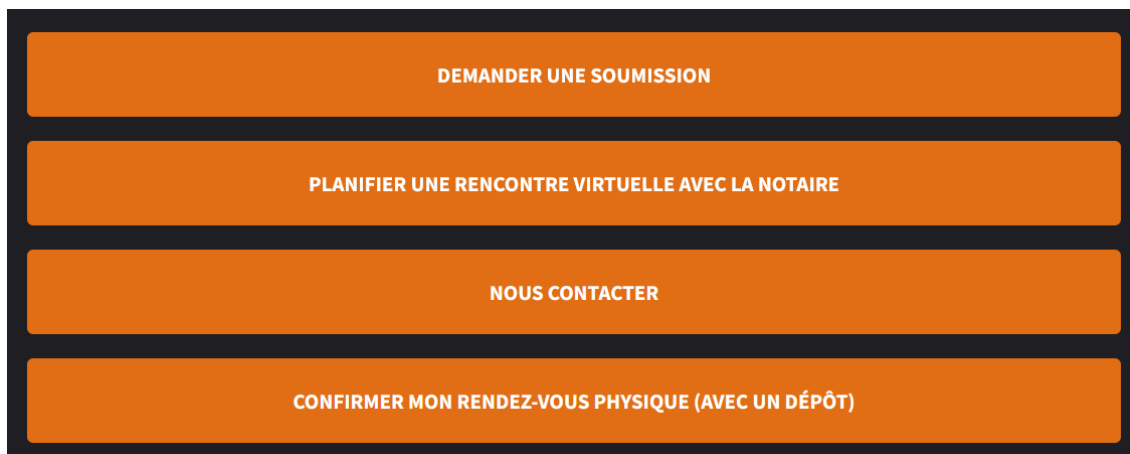 DEMANDER UNE SOUMISSION
PLANIFIER UNE RENCONTRE VIRTUELLE AVEC LA NOTAIRE
NOUS CONTACTER
CONFIRMER MON RENDEZ-VOUS PHYSIQUE (AVEC UN DÉPÔT)